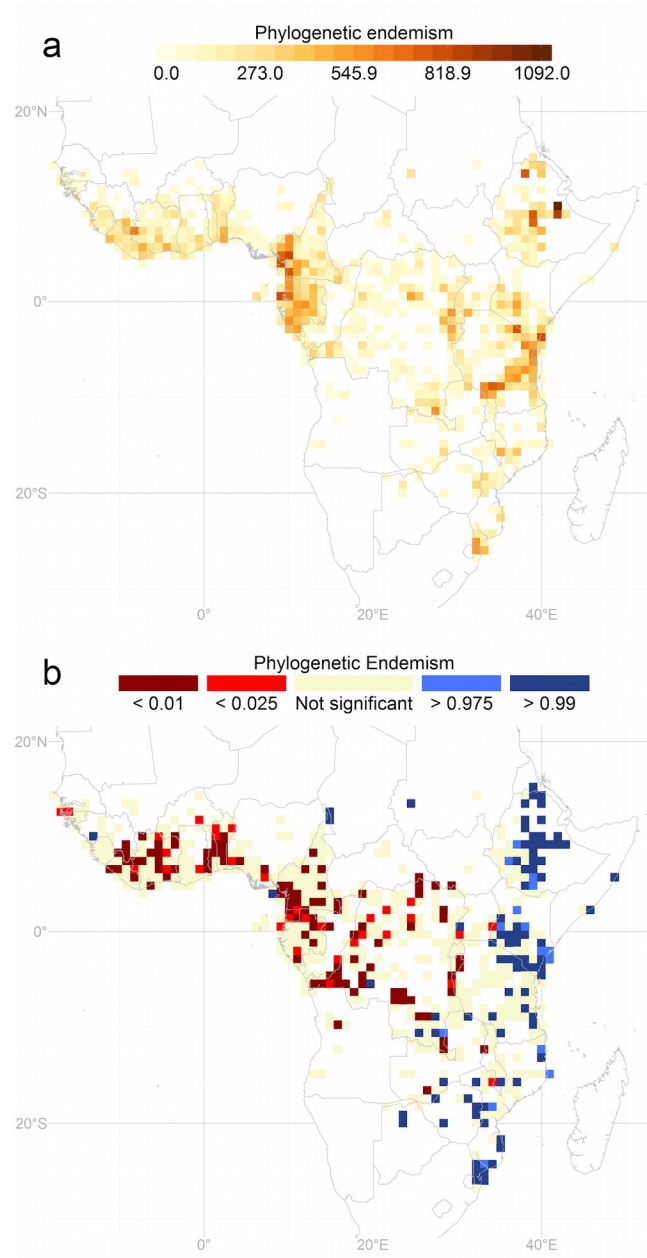 a
Phylogenetic endemism
0.0 273.0 545.9 818.9 1092.0
20°N
0°
20°S
0° 20°E 40°E
b
Phylogenetic Endemism
< 0.01 < 0.025 Not significant > 0.975 > 0.99
20°N
0°
20°S
0° 20°E 40°E